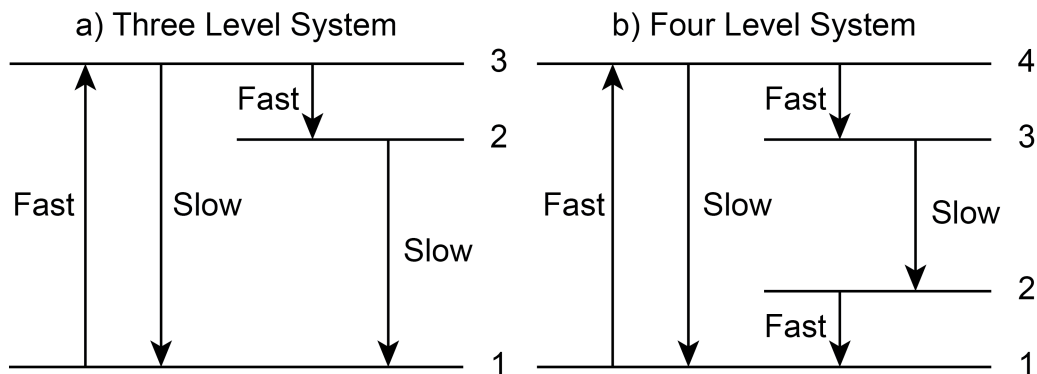 a) Three Level System
3
Fast
2
Fast
Slow
Slow
1
b) Four Level System
4
Fast
3
Fast
Slow
Slow
2
Fast
1